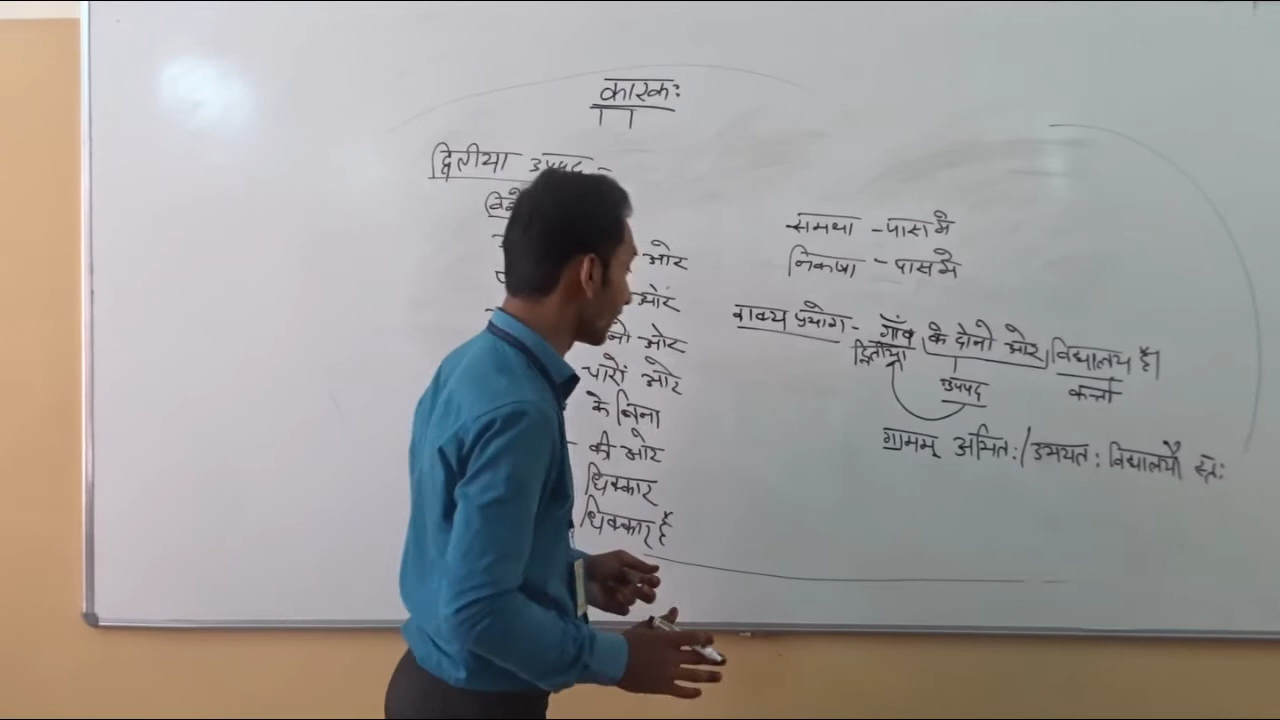 कारकः
द्वितीया उपपद -
ओर
ओर
नो ओर
चारों ओर
के बिना
- की ओर
धिक्कार
धिक्कार है
समया - पास में
निकषा - पास में
वाक्य प्रयोग - गाँव के दोनो ओर विद्यालय है।
द्वितीया उपपद कर्त्ता
ग्रामम् अभितः / उभयतः विद्यालयौ स्तः